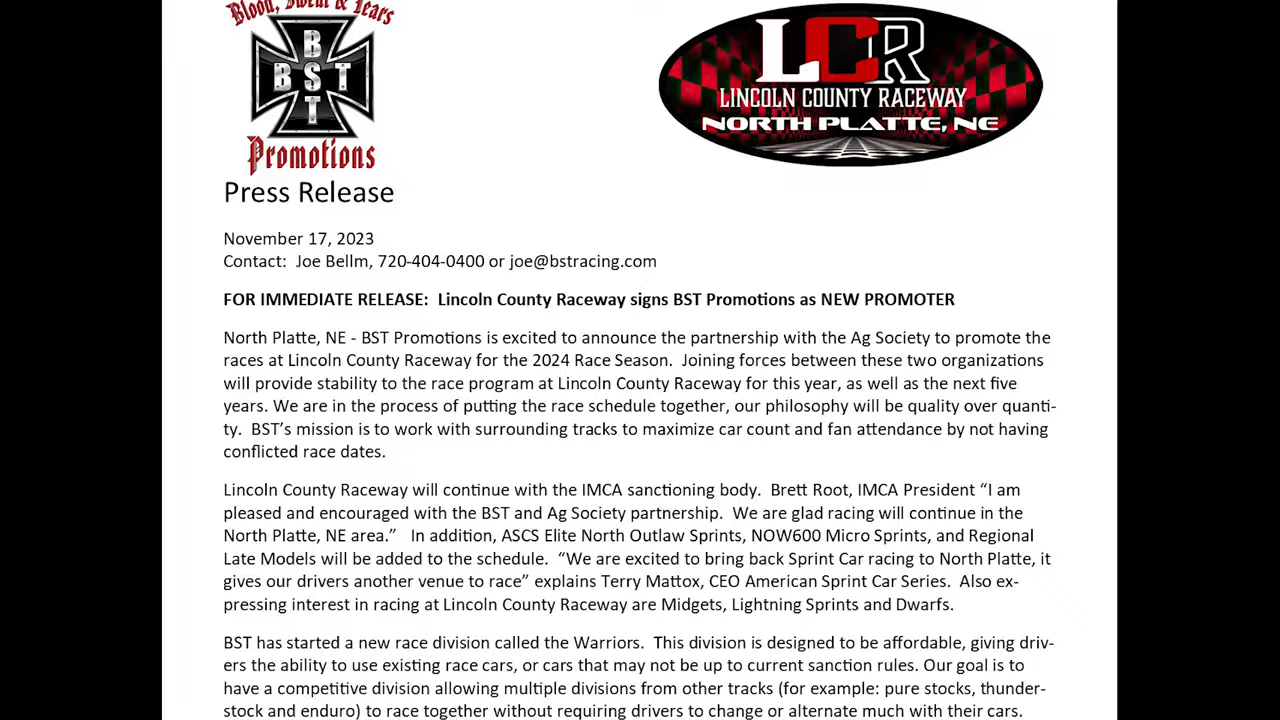 Blood, Sweat & Tears
B
BST
T
Promotions
LCR
LINCOLN COUNTY RACEWAY
NORTH PLATTE, NE
Press Release
November 17, 2023
Contact:  Joe Bellm, 720-404-0400 or joe@bstracing.com
FOR IMMEDIATE RELEASE:  Lincoln County Raceway signs BST Promotions as NEW PROMOTER
North Platte, NE - BST Promotions is excited to announce the partnership with the Ag Society to promote the
races at Lincoln County Raceway for the 2024 Race Season.  Joining forces between these two organizations
will provide stability to the race program at Lincoln County Raceway for this year, as well as the next five
years. We are in the process of putting the race schedule together, our philosophy will be quality over quanti-
ty.  BST's mission is to work with surrounding tracks to maximize car count and fan attendance by not having
conflicted race dates.
Lincoln County Raceway will continue with the IMCA sanctioning body.  Brett Root, IMCA President “I am
pleased and encouraged with the BST and Ag Society partnership.  We are glad racing will continue in the
North Platte, NE area.”   In addition, ASCS Elite North Outlaw Sprints, NOW600 Micro Sprints, and Regional
Late Models will be added to the schedule.  “We are excited to bring back Sprint Car racing to North Platte, it
gives our drivers another venue to race” explains Terry Mattox, CEO American Sprint Car Series.  Also ex-
pressing interest in racing at Lincoln County Raceway are Midgets, Lightning Sprints and Dwarfs.
BST has started a new race division called the Warriors.  This division is designed to be affordable, giving driv-
ers the ability to use existing race cars, or cars that may not be up to current sanction rules. Our goal is to
have a competitive division allowing multiple divisions from other tracks (for example: pure stocks, thunder-
stock and enduro) to race together without requiring drivers to change or alternate much with their cars.